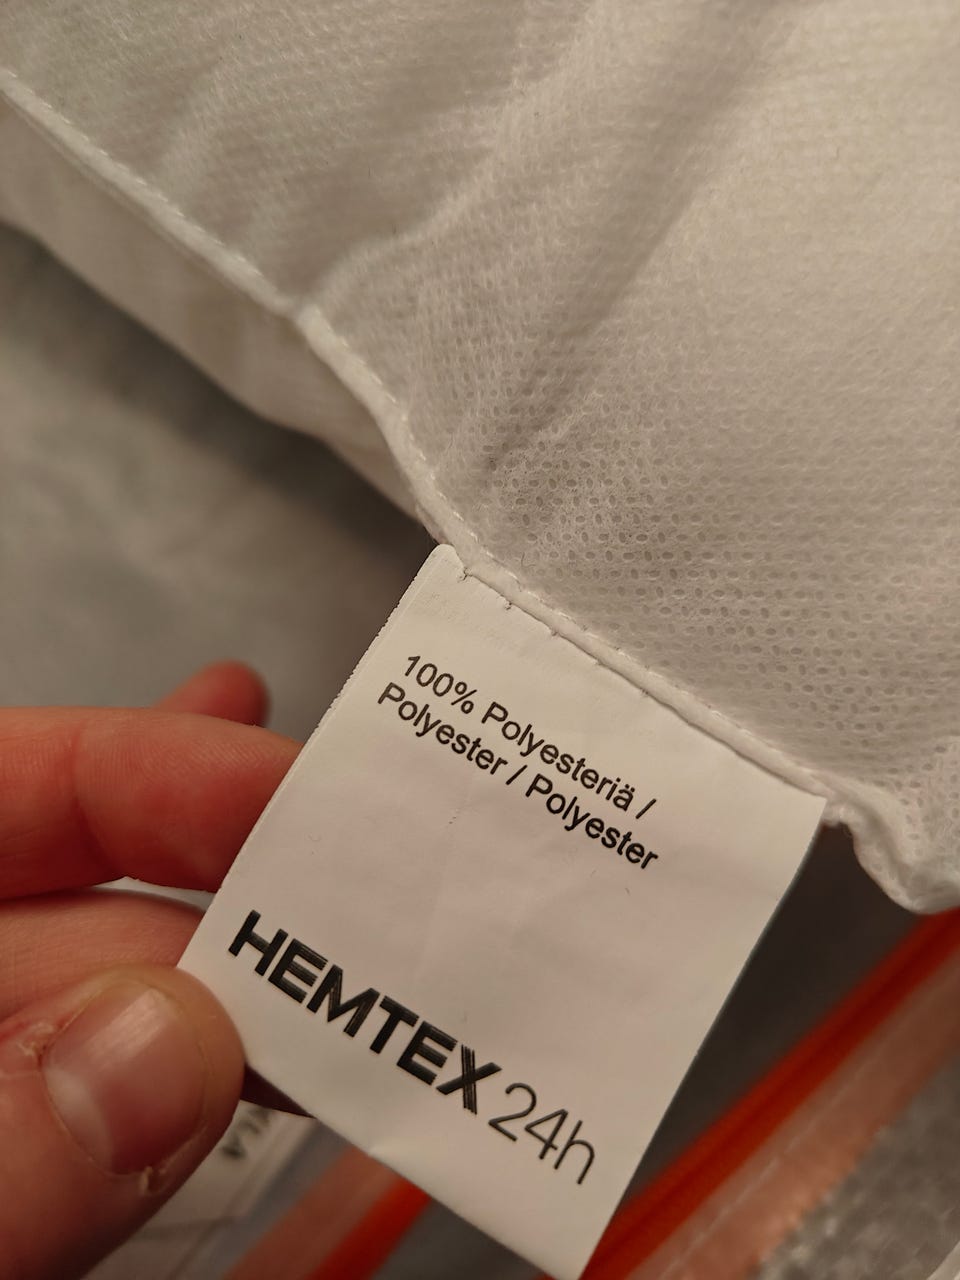 100% Polyesteriä /
Polyester / Polyester
HEMTEX 24h